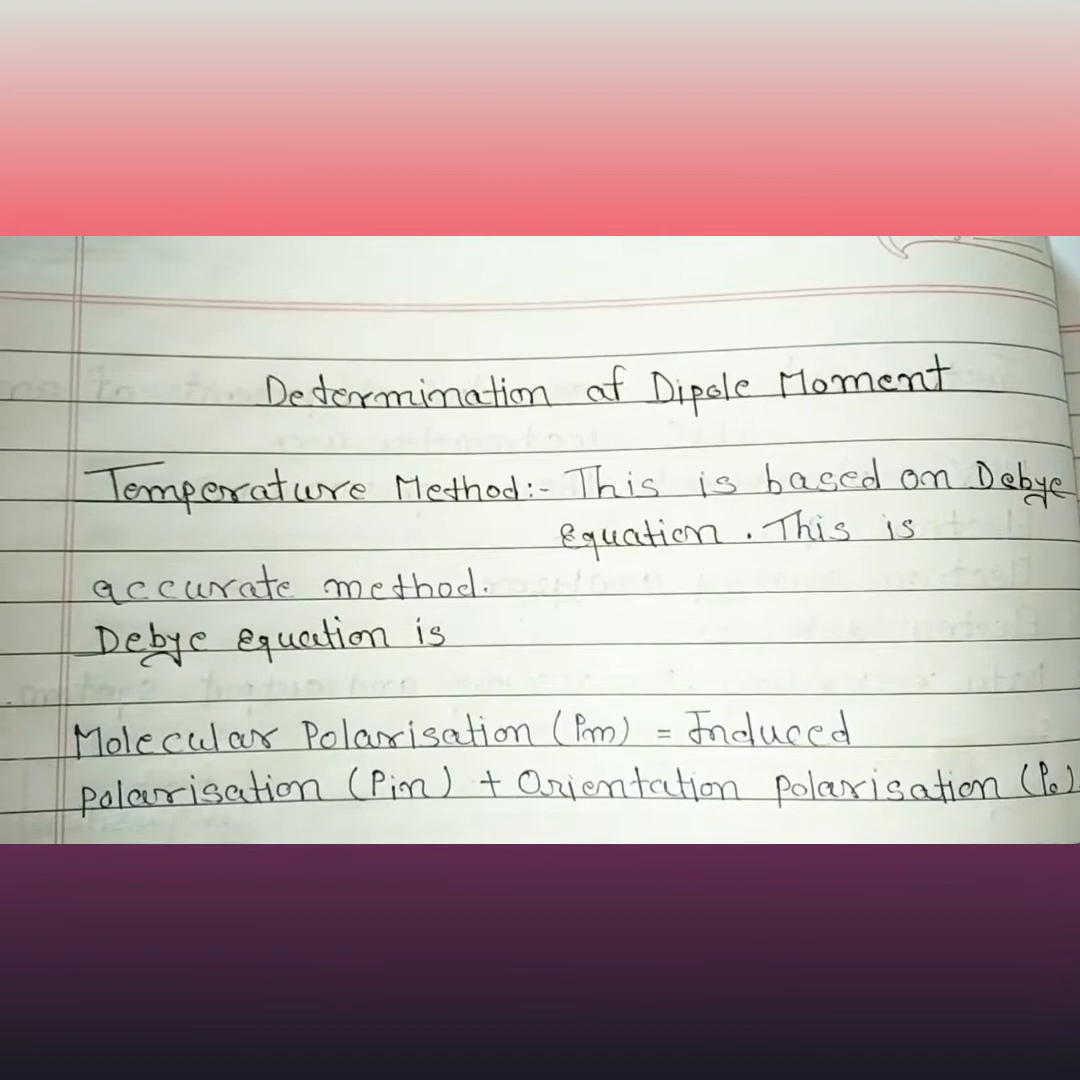 Determination of Dipole Moment
Temperature Method:- This is based on Debye
equation. This is
accurate method.
Debye equation is
Molecular Polarisation (Pm) = Induced
polarisation (Pin) + Orientation polarisation (Po)